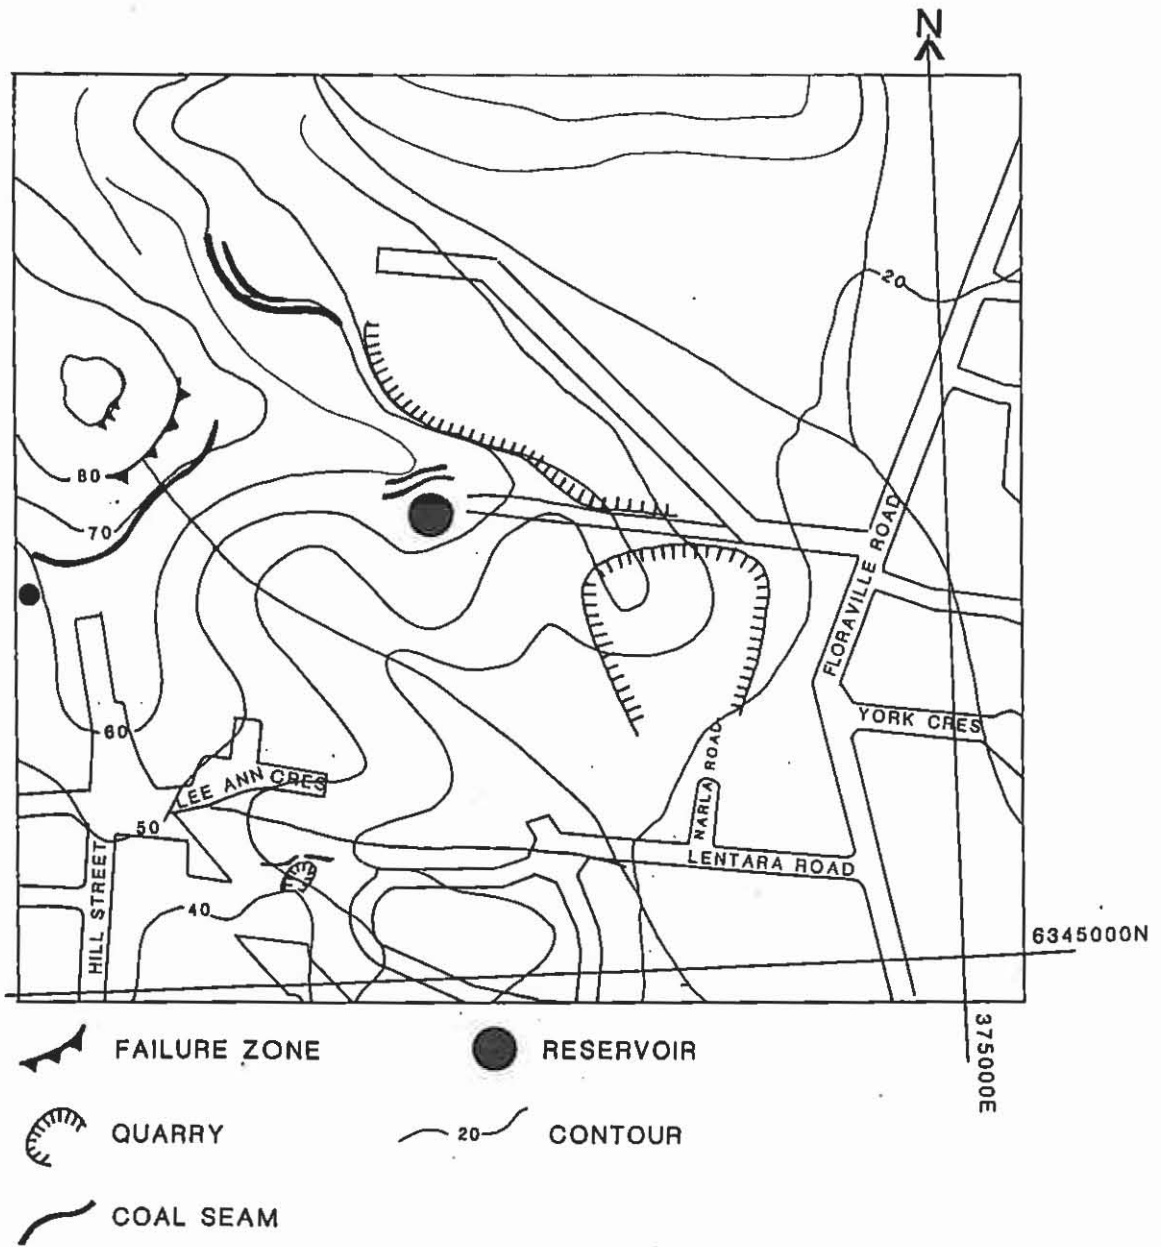 N
20
80
70
FLORAVILLE ROAD
YORK CRES
60
NARLA ROAD
LEE ANN CRES
50
LENTARA ROAD
HILL STREET
40
6345000N
375000E
FAILURE ZONE
RESERVOIR
QUARRY
20
CONTOUR
COAL SEAM